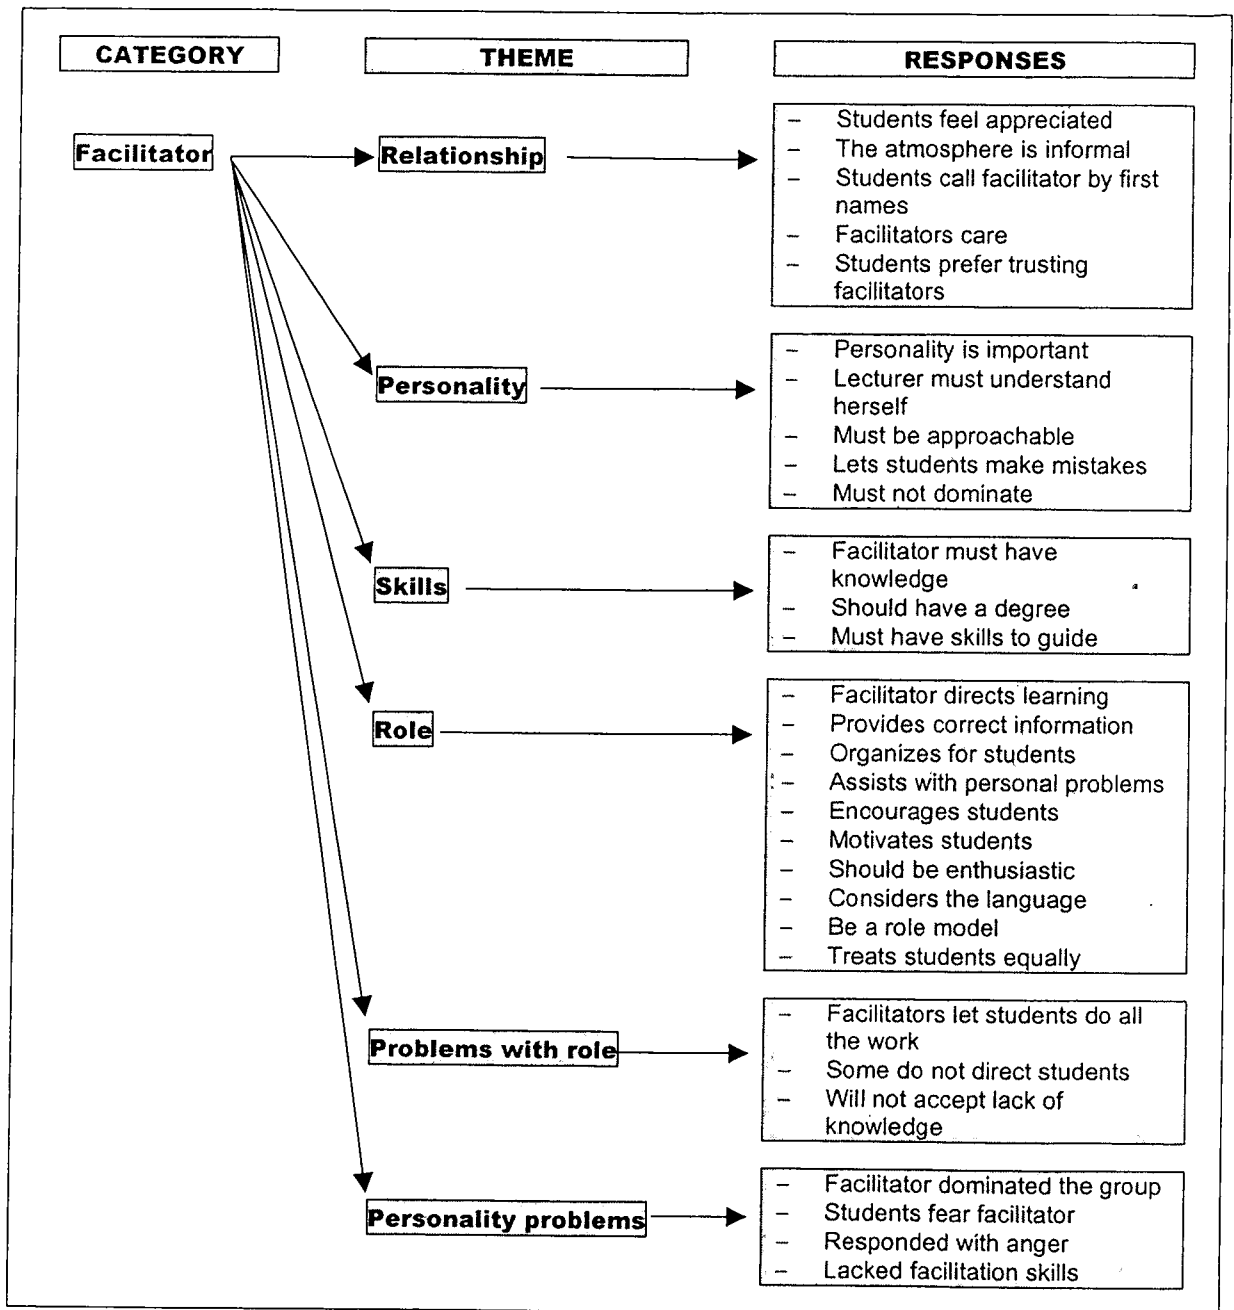 CATEGORY
THEME
RESPONSES
Facilitator
Relationship
– Students feel appreciated
– The atmosphere is informal
– Students call facilitator by first
names
– Facilitators care
– Students prefer trusting
facilitators
Personality
– Personality is important
– Lecturer must understand
herself
– Must be approachable
– Lets students make mistakes
– Must not dominate
Skills
– Facilitator must have
knowledge
– Should have a degree
– Must have skills to guide
Role
– Facilitator directs learning
– Provides correct information
– Organizes for students
– Assists with personal problems
– Encourages students
– Motivates students
– Should be enthusiastic
– Considers the language
– Be a role model
– Treats students equally
Problems with role
– Facilitators let students do all
the work
– Some do not direct students
– Will not accept lack of
knowledge
Personality problems
– Facilitator dominated the group
– Students fear facilitator
– Responded with anger
– Lacked facilitation skills